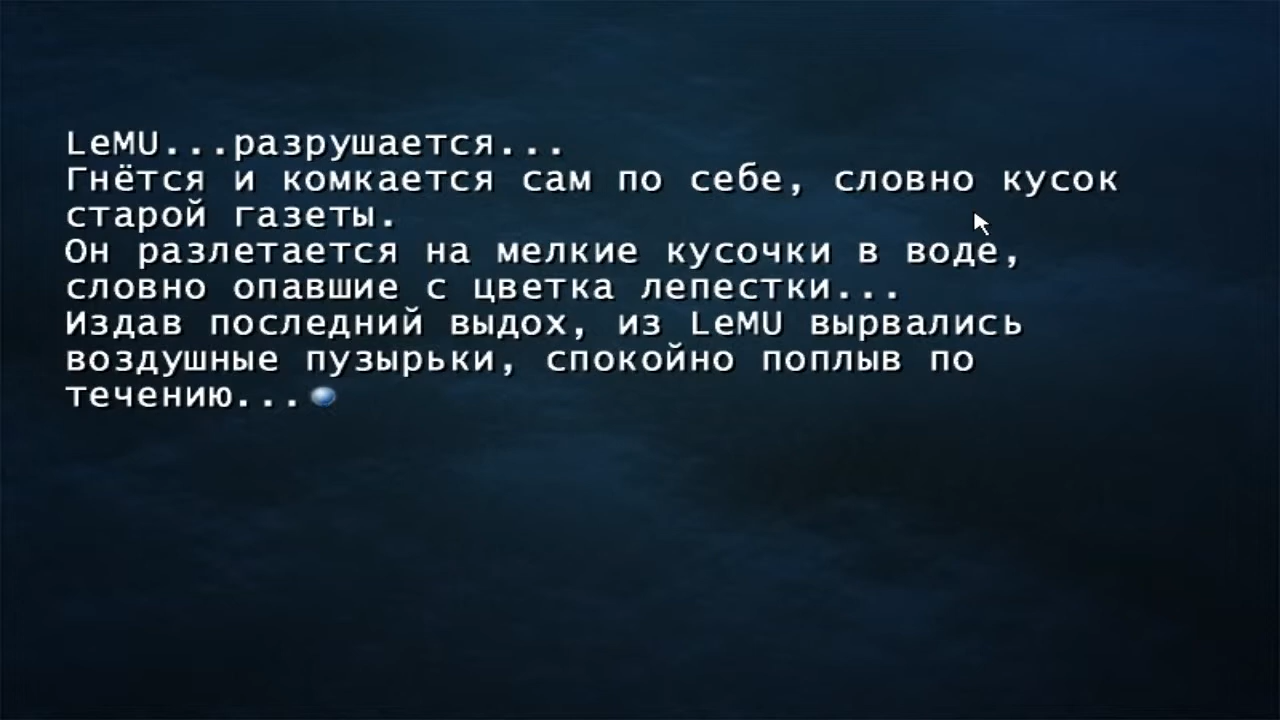 LeMU...разрушается...
Гнётся и комкается сам по себе, словно кусок
старой газеты.
Он разлетается на мелкие кусочки в воде,
словно опавшие с цветка лепестки...
Издав последний выдох, из LeMU вырвались
воздушные пузырьки, спокойно поплыв по
течению...